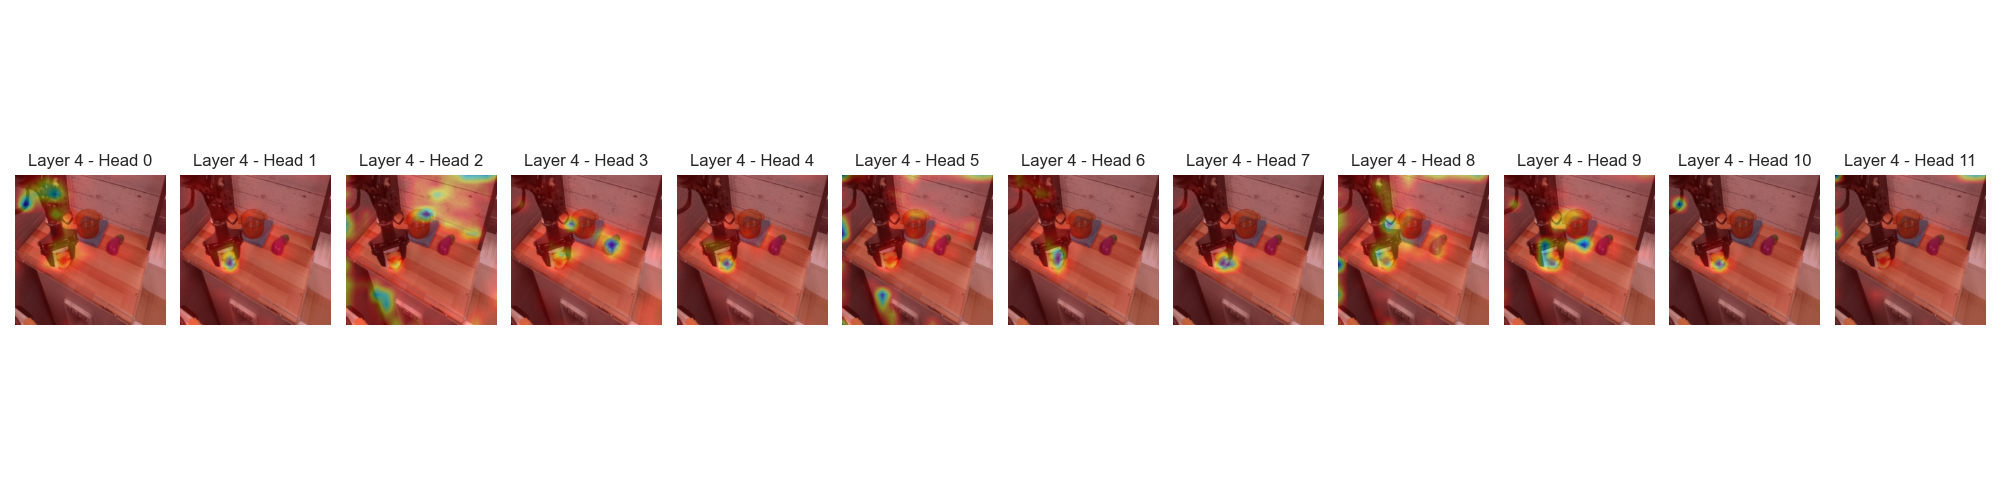 Layer 4 - Head 0
Layer 4 - Head 1
Layer 4 - Head 2
Layer 4 - Head 3
Layer 4 - Head 4
Layer 4 - Head 5
Layer 4 - Head 6
Layer 4 - Head 7
Layer 4 - Head 8
Layer 4 - Head 9
Layer 4 - Head 10
Layer 4 - Head 11